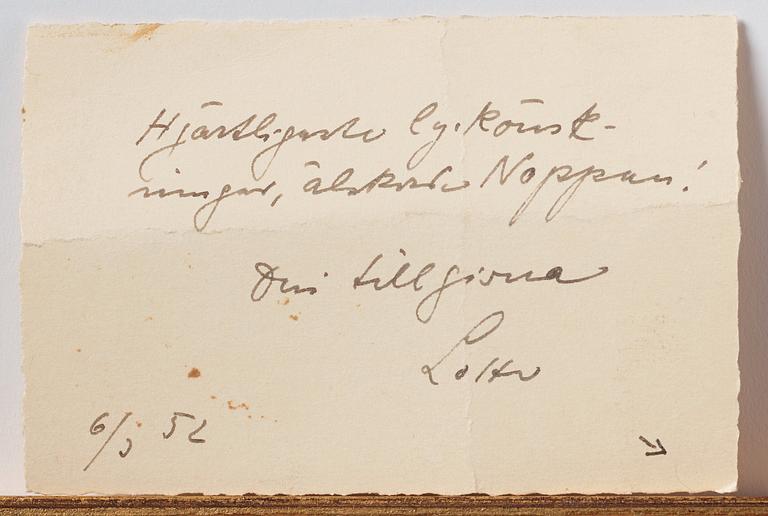 Hjärtligaste lyckönsk-
ningar, älskade Noppan!
Din tillgivna
Lotte
6/3 52